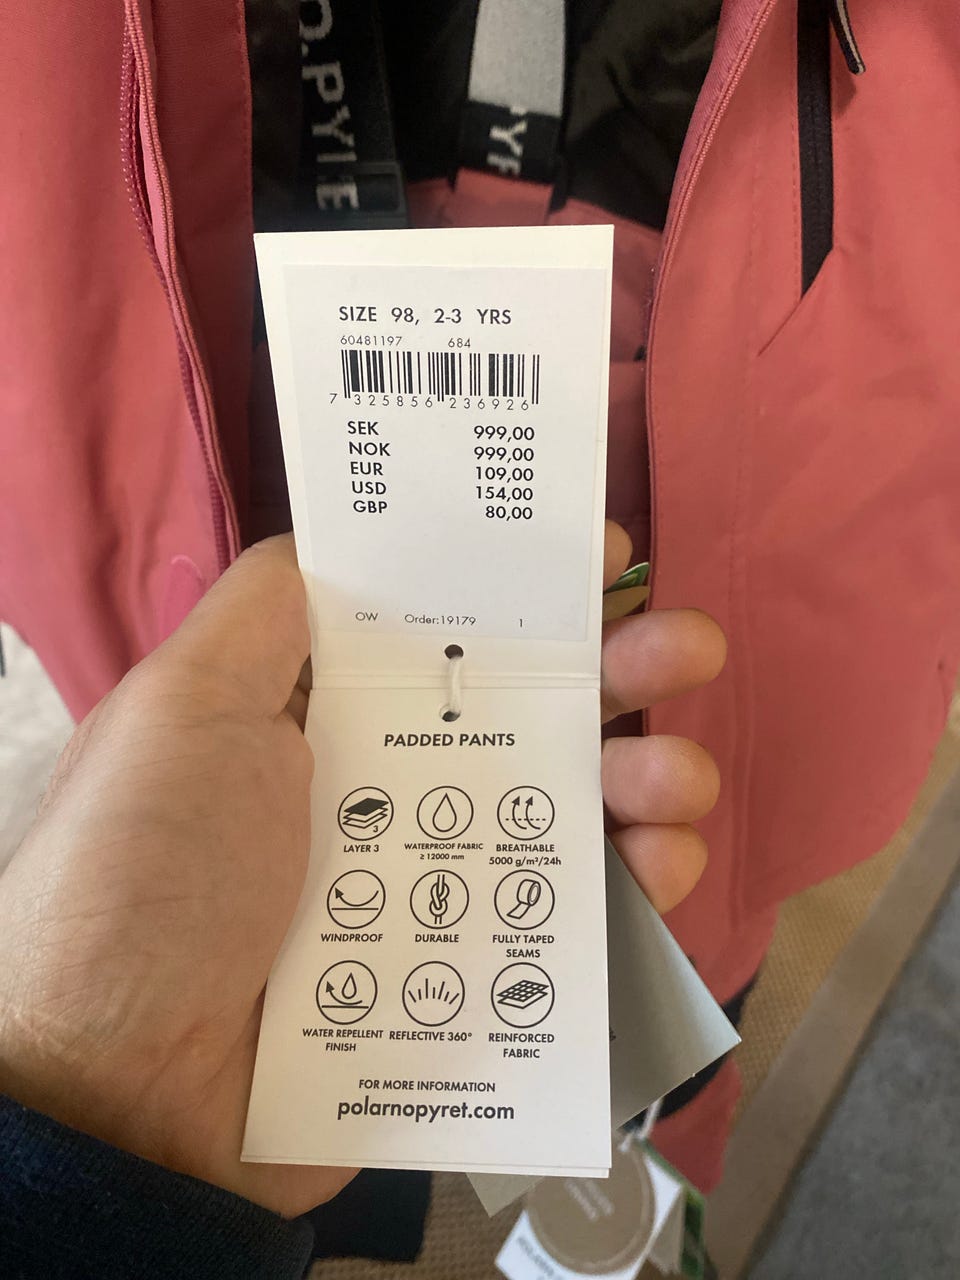 O.PYRE
PYR
SIZE 98, 2-3 YRS
60481197 684
7 325856 236926
SEK 999,00
NOK 999,00
EUR 109,00
USD 154,00
GBP 80,00
OW Order:19179 1
PADDED PANTS
3
LAYER 3
WATERPROOF FABRIC
≥ 12000 mm
BREATHABLE
5000 g/m²/24h
WINDPROOF
DURABLE
FULLY TAPED
SEAMS
WATER REPELLENT
FINISH
REFLECTIVE 360°
REINFORCED
FABRIC
FOR MORE INFORMATION
polarnopyret.com